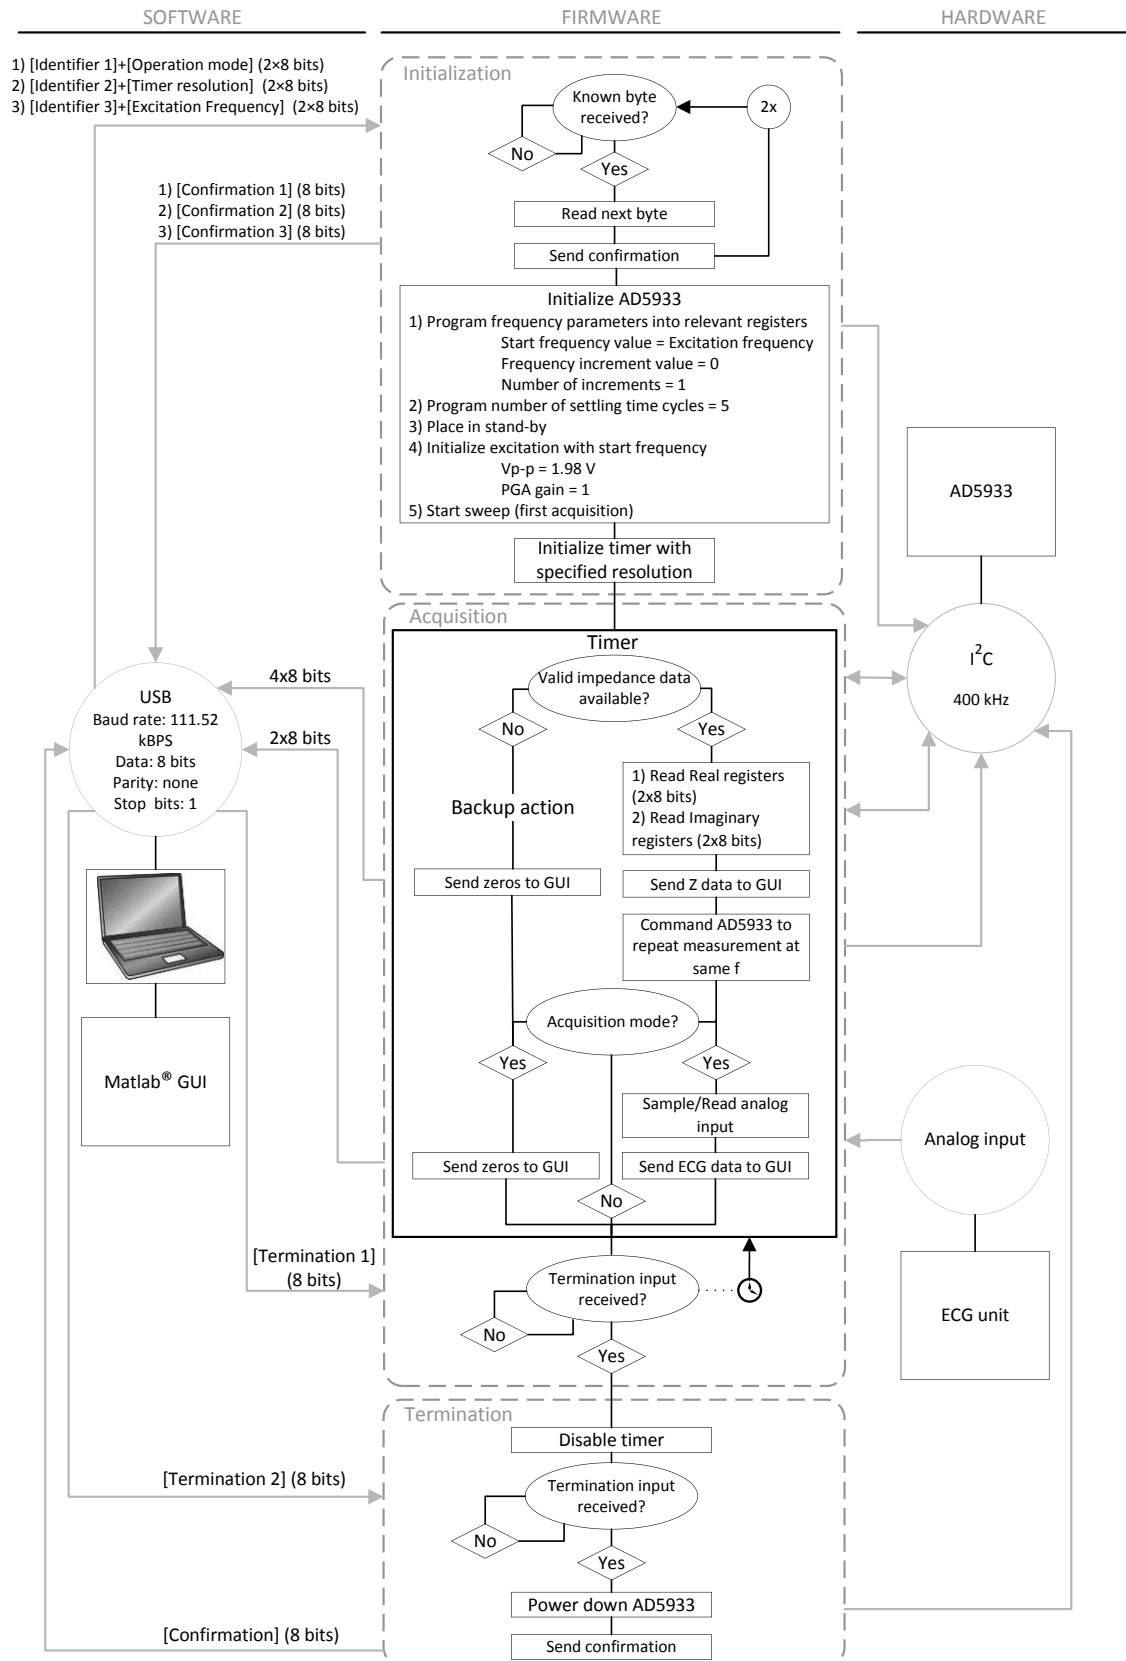 SOFTWARE
FIRMWARE
HARDWARE
1) [Identifier 1]+[Operation mode] (2×8 bits)
2) [Identifier 2]+[Timer resolution] (2×8 bits)
3) [Identifier 3]+[Excitation Frequency] (2×8 bits)
Initialization
Known byte
received?
2x
No
Yes
1) [Confirmation 1] (8 bits)
2) [Confirmation 2] (8 bits)
3) [Confirmation 3] (8 bits)
Read next byte
Send confirmation
Initialize AD5933
1) Program frequency parameters into relevant registers
Start frequency value = Excitation frequency
Frequency increment value = 0
Number of increments = 1
2) Program number of settling time cycles = 5
3) Place in stand-by
4) Initialize excitation with start frequency
Vp-p = 1.98 V
PGA gain = 1
5) Start sweep (first acquisition)
AD5933
Initialize timer with
specified resolution
Acquisition
Timer
Valid impedance data
available?
I²C
400 kHz
4x8 bits
2x8 bits
USB
Baud rate: 111.52
kBPS
Data: 8 bits
Parity: none
Stop bits: 1
No
Yes
Backup action
1) Read Real registers
(2x8 bits)
2) Read Imaginary
registers (2x8 bits)
Send zeros to GUI
Send Z data to GUI
Command AD5933 to
repeat measurement at
same f
Acquisition mode?
Yes
Yes
Matlab® GUI
Sample/Read analog
input
Analog input
Send zeros to GUI
Send ECG data to GUI
No
[Termination 1]
(8 bits)
Termination input
received?
No
Yes
ECG unit
Termination
Disable timer
[Termination 2] (8 bits)
Termination input
received?
No
Yes
Power down AD5933
[Confirmation] (8 bits)
Send confirmation